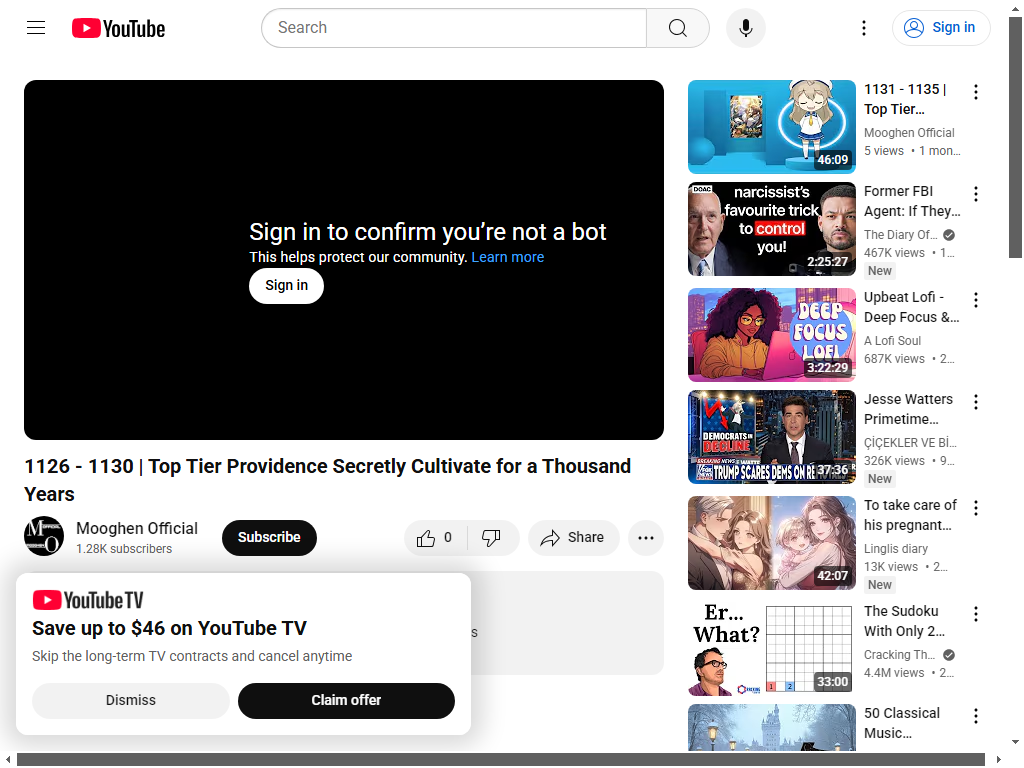 YouTube
Search
Sign in
Sign in to confirm you’re not a bot
This helps protect our community. Learn more
Sign in
1126 - 1130 | Top Tier Providence Secretly Cultivate for a Thousand
Years
Mooghen Official
1.28K subscribers
Subscribe
0
Share
YouTube TV
Save up to $46 on YouTube TV
Skip the long-term TV contracts and cancel anytime
Dismiss
Claim offer
s
46:09
1131 - 1135 |
Top Tier...
Mooghen Official
5 views • 1 mon...
DOAC
narcissist's
favourite trick
to control
you!
2:25:27
Former FBI
Agent: If They...
The Diary Of...
467K views • 1...
New
DEEP
FOCUS
LOFI
3:22:29
Upbeat Lofi -
Deep Focus &...
A Lofi Soul
687K views • 2...
DEMOCRATS IN
DECLINE
BREAKING NEWS
TRUMP SCARES DEMS ON RE
37:36
Jesse Watters
Primetime...
ÇİÇEKLER VE Bİ...
326K views • 9...
New
42:07
To take care of
his pregnant...
Linglis diary
13K views • 2...
New
Er...
What?
1 2
33:00
The Sudoku
With Only 2...
Cracking Th...
4.4M views • 2...
50 Classical
Music...